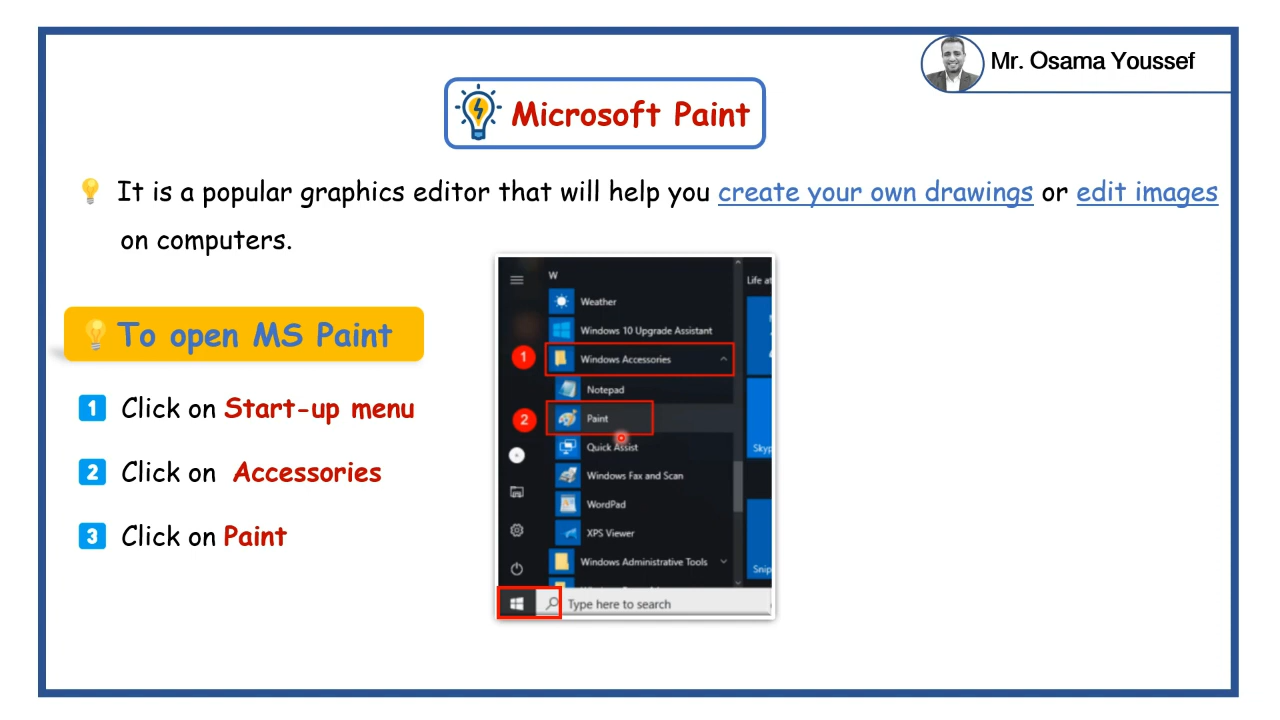 Mr. Osama Youssef
Microsoft Paint
It is a popular graphics editor that will help you create your own drawings or edit images
on computers.
To open MS Paint
1 Click on Start-up menu
2 Click on Accessories
3 Click on Paint
W
Life at
Weather
Windows 10 Upgrade Assistant
1 Windows Accessories
Notepad
2 Paint
Quick Assist
Skyp
Windows Fax and Scan
WordPad
XPS Viewer
Windows Administrative Tools
Snip
Type here to search